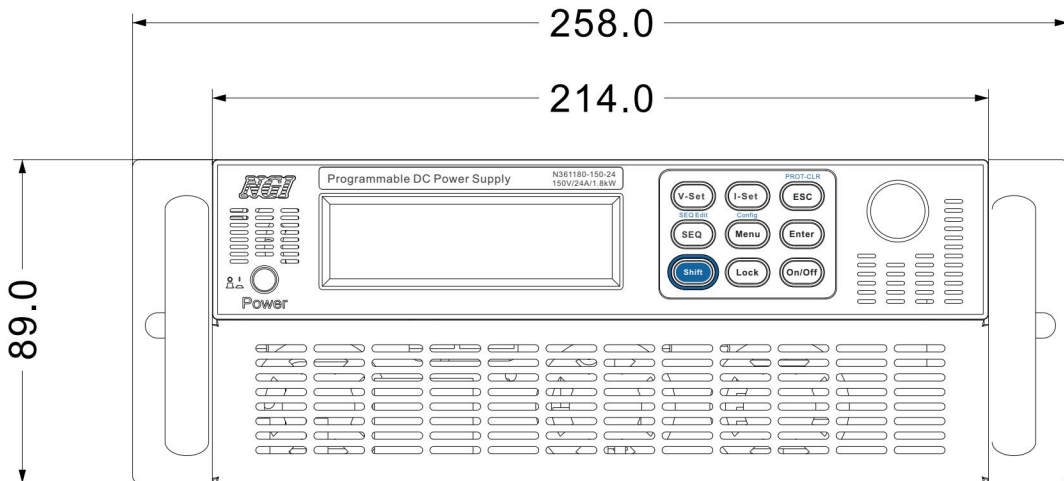 258.0
214.0
89.0
NGI
Programmable DC Power Supply
N361180-150-24
150V/24A/1.8kW
PROT-CLR
V-Set
I-Set
ESC
SEQ Edit
Config
SEQ
Menu
Enter
Shift
Lock
On/Off
Power